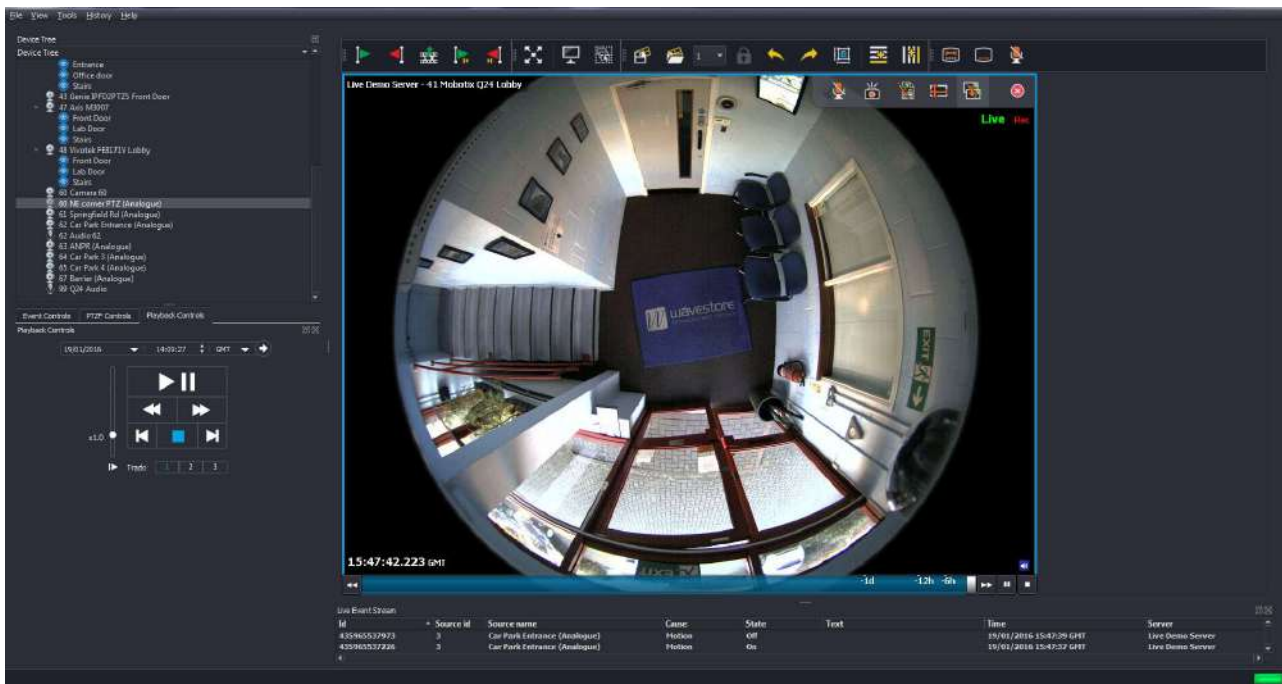 File View Tools History Help
Device Tree
Device Tree
Entrance
Office door
Stairs
43 Genie IPFD2PTZ5 Front Door
47 Axis M3007
Front Door
Lab Door
Stairs
48 Vivotek FE8171V Lobby
Front Door
Lab Door
Stairs
60 Camera 60
60 NE corner PTZ (Analogue)
61 Springfield Rd (Analogue)
62 Car Park Entrance (Analogue)
62 Audio 62
63 ANPR (Analogue)
64 Car Park 3 (Analogue)
65 Car Park 4 (Analogue)
67 Barrier (Analogue)
99 Q24 Audio
Event Controls PTZF Controls Playback Controls
Playback Controls
19/01/2016 14:09:27 GMT
x1.0
Trade 1 2 3
1
Live Demo Server - 41 Mobotix Q24 Lobby
Live Rec
wavestore
EXIT
EXIT
15:47:42.223 GMT
-1d -12h -6h
Live Event Stream
Id Source id Source name Cause State Text Time Server
435965537973 3 Car Park Entrance (Analogue) Motion Off 19/01/2016 15:47:39 GMT Live Demo Server
435965537226 3 Car Park Entrance (Analogue) Motion On 19/01/2016 15:47:37 GMT Live Demo Server